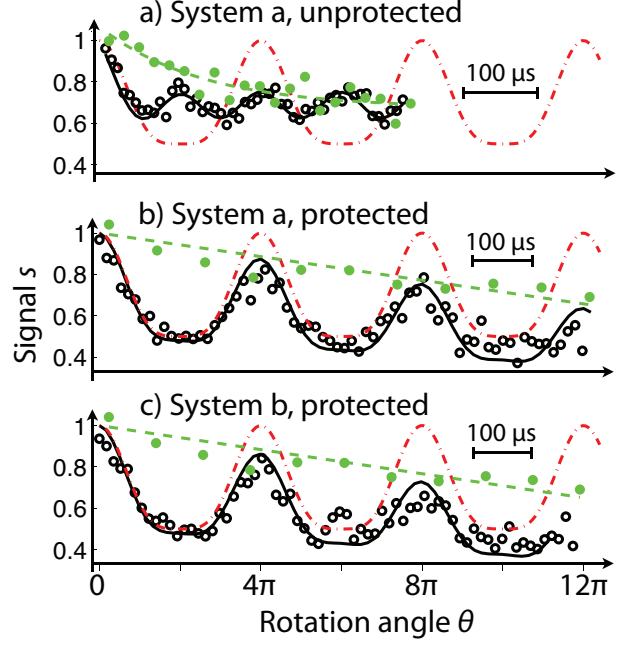 a) System a, unprotected
1
0.8
0.6
0.4
100 µs
b) System a, protected
1
0.8
0.6
0.4
100 µs
Signal s
c) System b, protected
1
0.8
0.6
0.4
100 µs
0 4π 8π 12π
Rotation angle θ